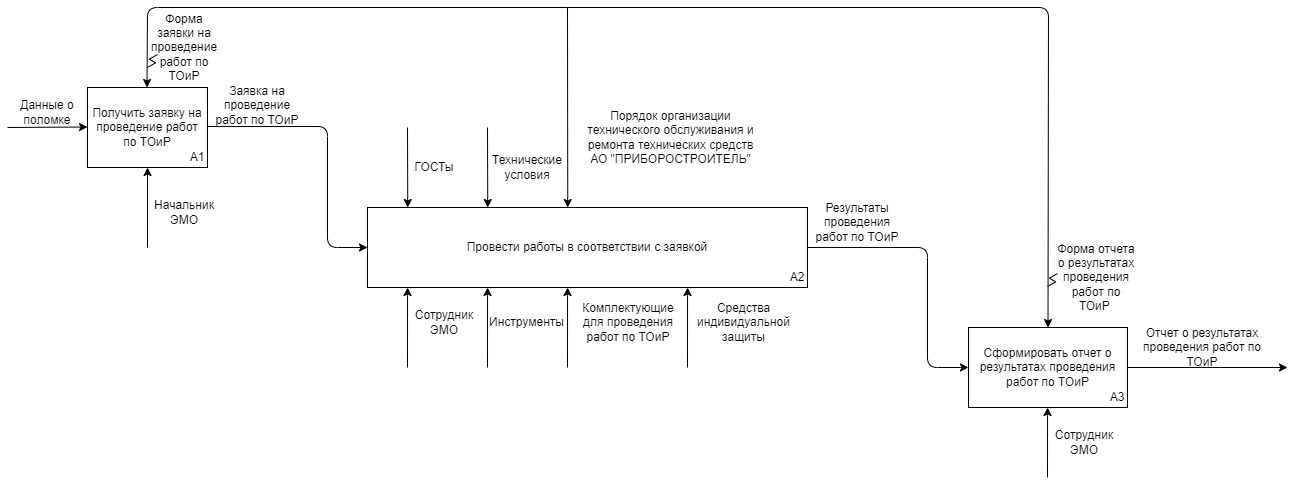 Форма
заявки на
проведение
работ по
ТОиР
Данные о
поломке
Получить заявку на
проведение работ
по ТОиР
A1
Заявка на
проведение
работ по ТОиР
Начальник
ЭМО
ГОСТы
Технические
условия
Порядок организации
технического обслуживания и
ремонта технических средств
АО "ПРИБОРОСТРОИТЕЛЬ"
Провести работы в соответствии с заявкой
A2
Результаты
проведения
работ по ТОиР
Сотрудник
ЭМО
Инструменты
Комплектующие
для проведения
работ по ТОиР
Средства
индивидуальной
защиты
Форма отчета
о результатах
проведения
работ по
ТОиР
Сформировать отчет о
результатах проведения
работ по ТОиР
A3
Отчет о результатах
проведения работ по
ТОиР
Сотрудник
ЭМО